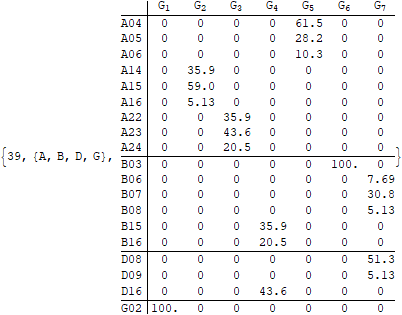 G₁ G₂ G₃ G₄ G₅ G₆ G₇
A04 0 0 0 0 61.5 0 0
A05 0 0 0 0 28.2 0 0
A06 0 0 0 0 10.3 0 0
A14 0 35.9 0 0 0 0 0
A15 0 59.0 0 0 0 0 0
A16 0 5.13 0 0 0 0 0
A22 0 0 35.9 0 0 0 0
A23 0 0 43.6 0 0 0 0
A24 0 0 20.5 0 0 0 0
{39, {A, B, D, G}, }
B03 0 0 0 0 0 100. 0
B06 0 0 0 0 0 0 7.69
B07 0 0 0 0 0 0 30.8
B08 0 0 0 0 0 0 5.13
B15 0 0 0 35.9 0 0 0
B16 0 0 0 20.5 0 0 0
D08 0 0 0 0 0 0 51.3
D09 0 0 0 0 0 0 5.13
D16 0 0 0 43.6 0 0 0
G02 100. 0 0 0 0 0 0